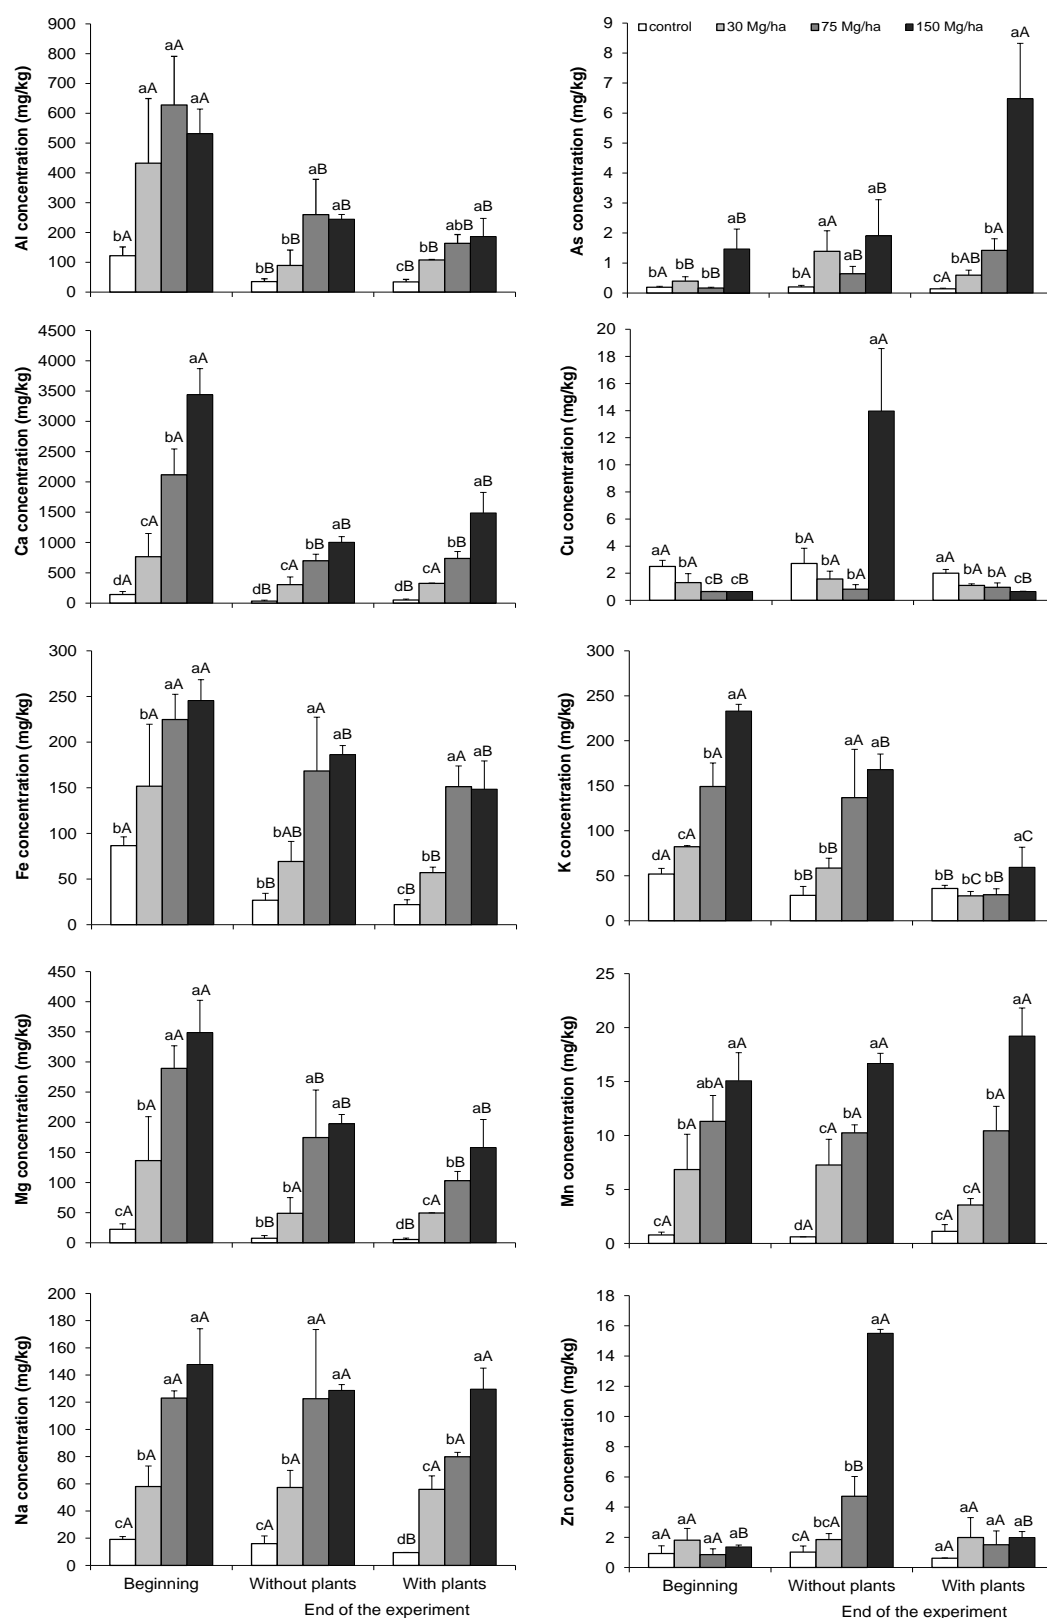 Al concentration (mg/kg)
900
800
700
600
500
400
300
200
100
0
bA aA aA aA
bB bB aB aB
cB bB abB aB
As concentration (mg/kg)
control 30 Mg/ha 75 Mg/ha 150 Mg/ha
9
8
7
6
5
4
3
2
1
0
bA bB bB aB
bA aA aB aB
cA bAB bA aA
Ca concentration (mg/kg)
4500
4000
3500
3000
2500
2000
1500
1000
500
0
dA cA bA aA
dB cA bB aB
dB cA bB aB
Cu concentration (mg/kg)
20
18
16
14
12
10
8
6
4
2
0
aA bA cB cB
bA bA bA aA
aA bA bA cB
Fe concentration (mg/kg)
300
250
200
150
100
50
0
bA bA aA aA
bB bAB aA aB
cB bB aA aB
K concentration (mg/kg)
300
250
200
150
100
50
0
dA cA bA aA
bB bB aA aB
bB bC bB aC
Mg concentration (mg/kg)
450
400
350
300
250
200
150
100
50
0
cA bA aA aA
bB bA aB aB
dB cA bB aB
Mn concentration (mg/kg)
25
20
15
10
5
0
cA bA abA aA
dA cA bA aA
cA cA bA aA
Na concentration (mg/kg)
200
180
160
140
120
100
80
60
40
20
0
cA bA aA aA
cA bA aA aA
dB cA bA aA
Beginning Without plants With plants
End of the experiment
Zn concentration (mg/kg)
18
16
14
12
10
8
6
4
2
0
aA aA aA aB
cA bcA bB aA
aA aA aA aB
Beginning Without plants With plants
End of the experiment